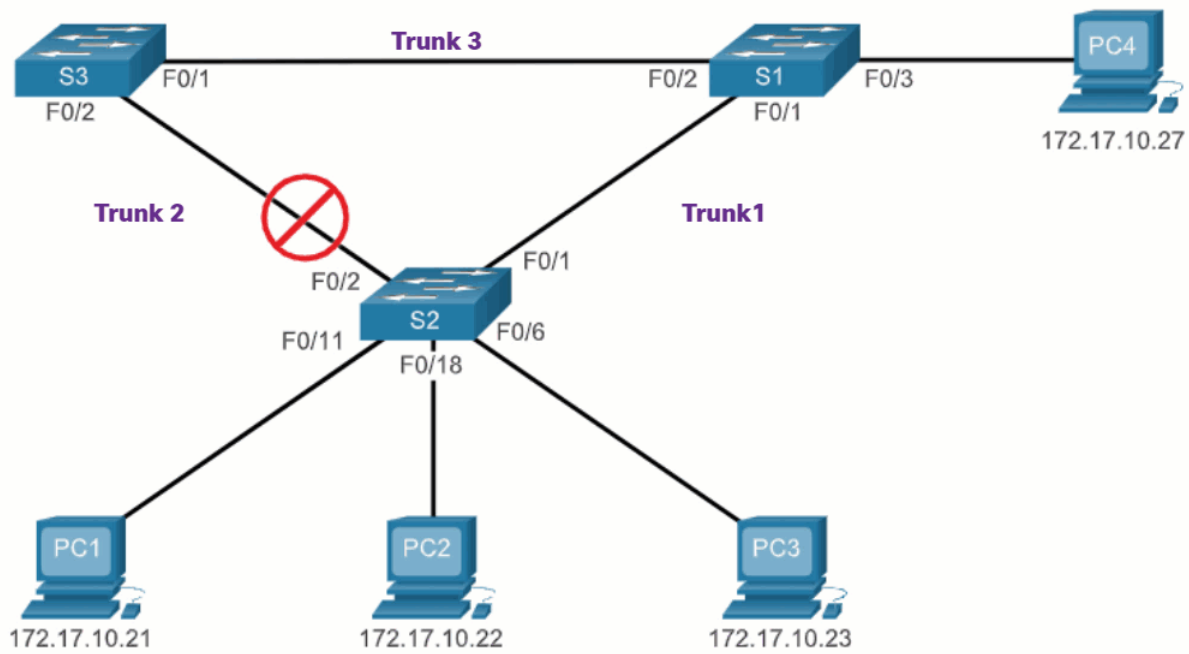 Trunk 3
PC4
S3
F0/1
F0/2
S1
F0/3
F0/2
F0/1
172.17.10.27
Trunk 2
Trunk1
F0/1
F0/2
S2
F0/11
F0/6
F0/18
PC1
PC2
PC3
172.17.10.21
172.17.10.22
172.17.10.23